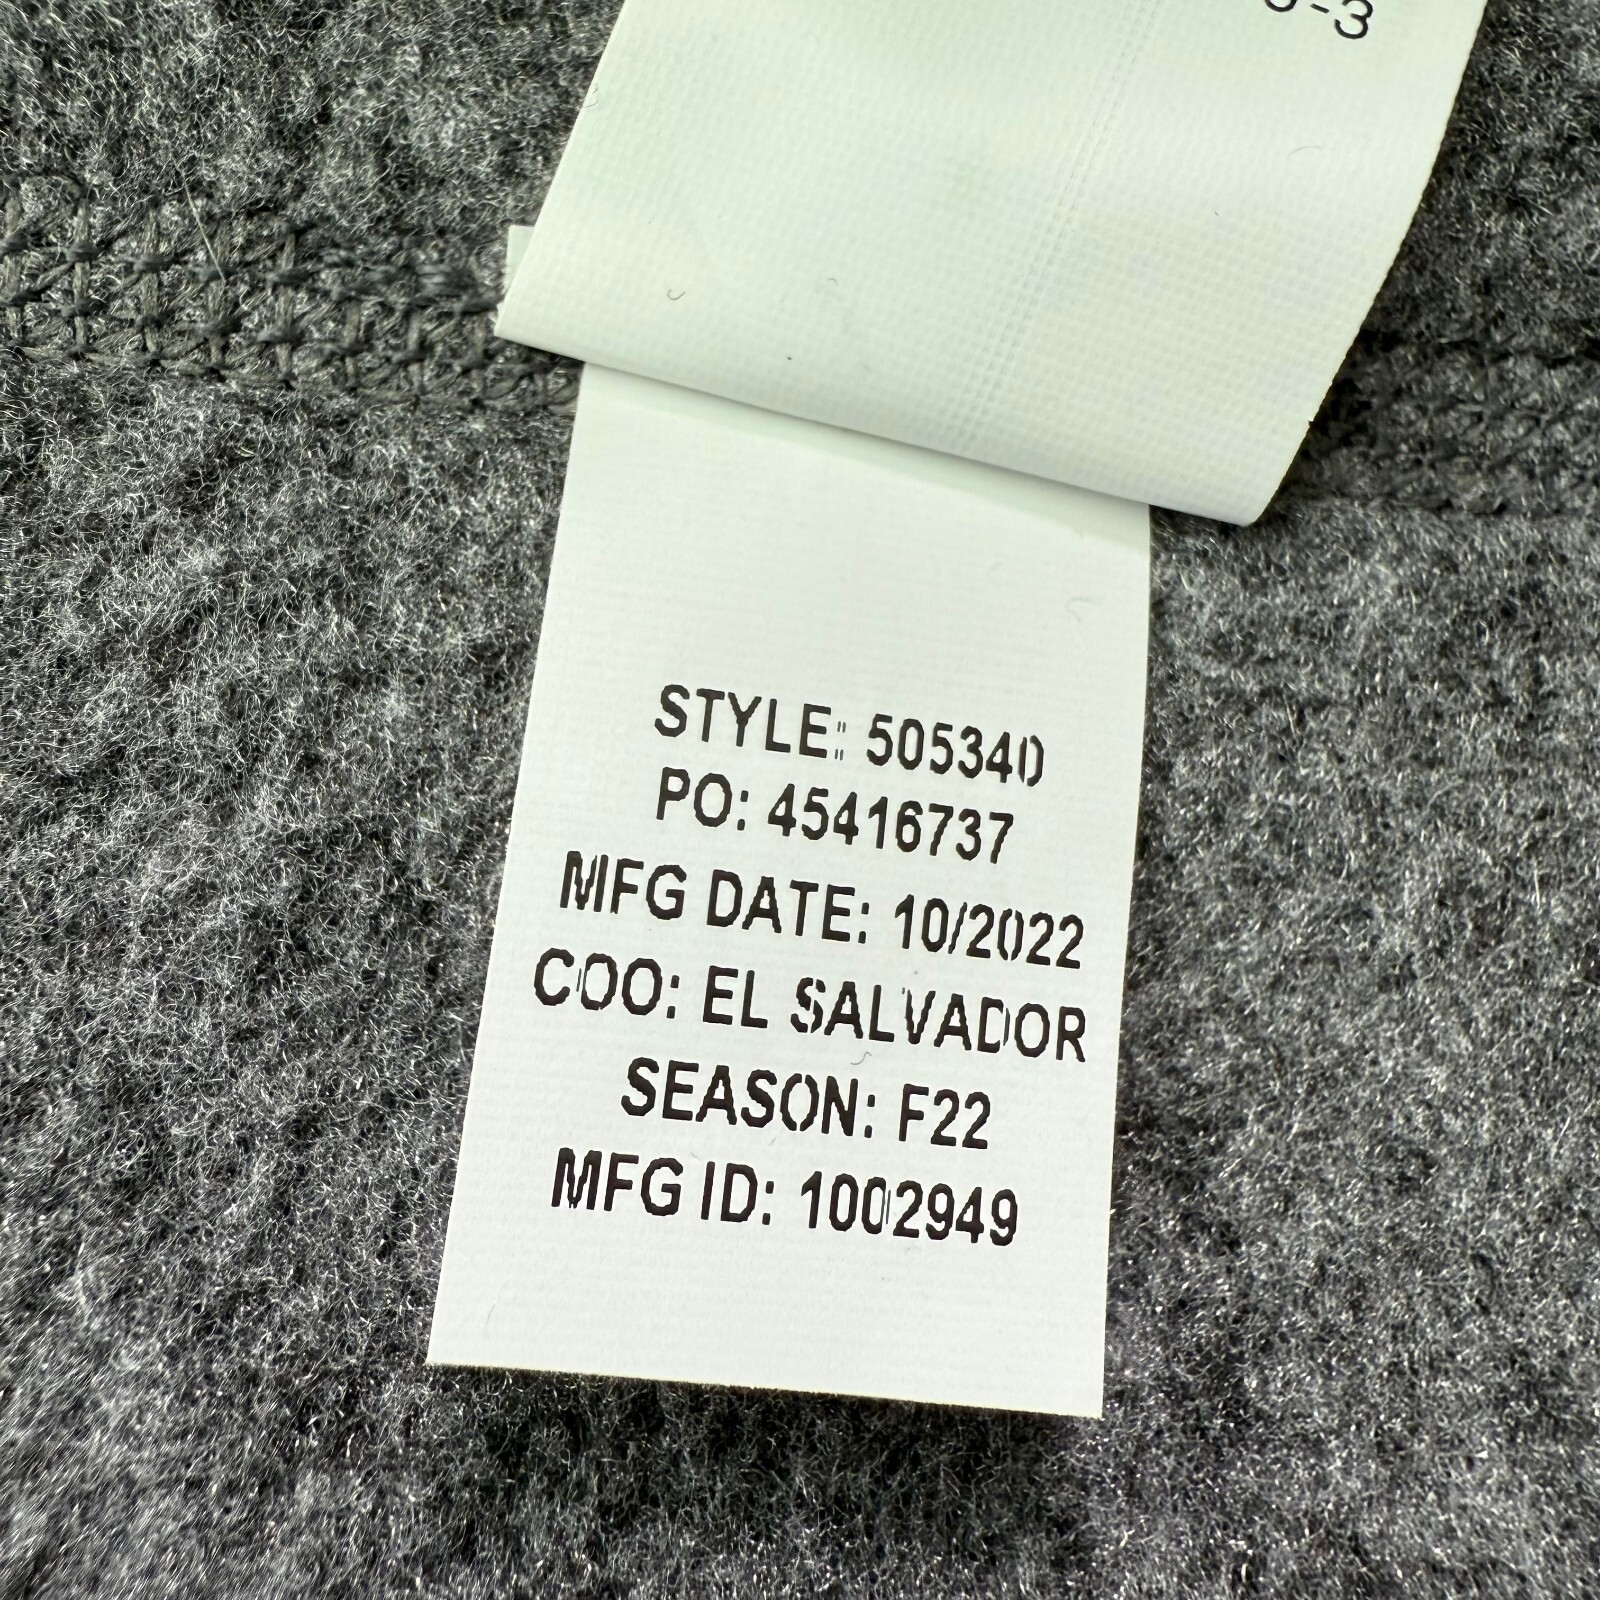 STYLE: 505340
PO: 45416737
MFG DATE: 10/2022
COO: EL SALVADOR
SEASON: F22
MFG ID: 1002949